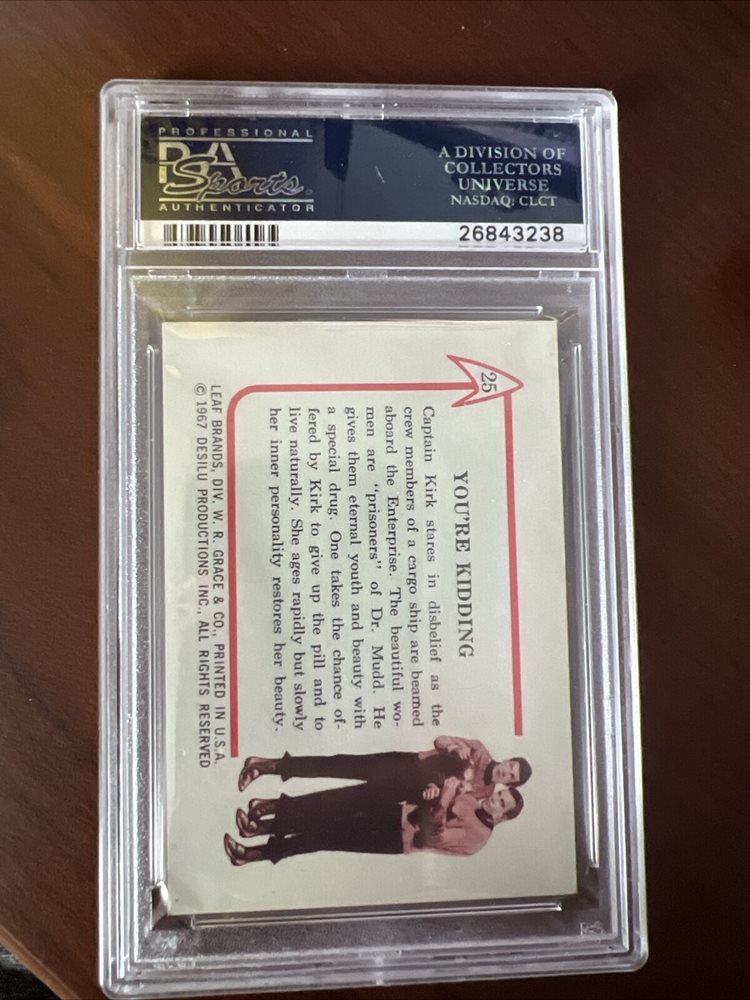 PROFESSIONAL
PSA
Sports
AUTHENTICATOR
A DIVISION OF
COLLECTORS
UNIVERSE
NASDAQ: CLCT
26843238
25
YOU'RE KIDDING
Captain Kirk stares in disbelief as the
crew members of a cargo ship are beamed
aboard the Enterprise. The beautiful wo-
men are "prisoners" of Dr. Mudd. He
gives them eternal youth and beauty with
a special drug. One takes the chance of-
fered by Kirk to give up the pill and to
live naturally. She ages rapidly but slowly
her inner personality restores her beauty.
LEAF BRANDS, DIV. W. R. GRACE & CO., PRINTED IN U.S.A.
© 1967 DESILU PRODUCTIONS INC., ALL RIGHTS RESERVED